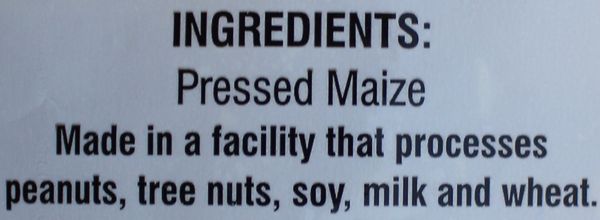 INGREDIENTS:
Pressed Maize
Made in a facility that processes
peanuts, tree nuts, soy, milk and wheat.